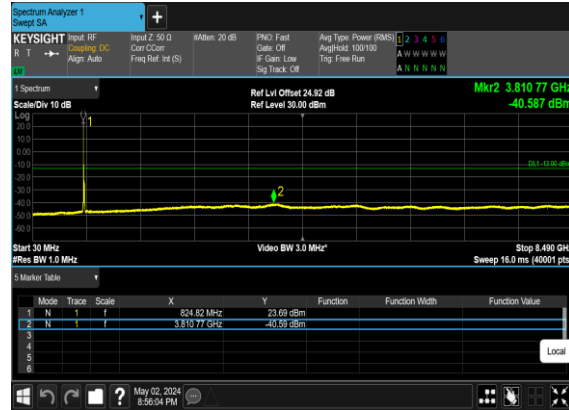 Spectrum Analyzer 1
Swept SA
+
KEYSIGHT
R T
LM
Input: RF
Coupling: DC
Align: Auto
Input Z: 50 Ω
Corr CCorr
Freq Ref: Int (S)
#Atten: 20 dB
PNO: Fast
Gate: Off
IF Gain: Low
Sig Track: Off
Avg Type: Power (RMS)
Avg|Hold: 100/100
Trig: Free Run
1 2 3 4 5 6
A W W W W W
A N N N N N
1 Spectrum
Scale/Div 10 dB
Ref Lvl Offset 24.92 dB
Ref Level 30.00 dBm
Mkr2 3.810 77 GHz
-40.587 dBm
Log
20.0
10.0
0.00
-10.0
-20.0
-30.0
-40.0
-50.0
-60.0
1
2
DL1 -13.00 dBm
Start 30 MHz
#Res BW 1.0 MHz
Video BW 3.0 MHz*
Stop 8.490 GHz
Sweep 16.0 ms (40001 pts)
5 Marker Table
Mode Trace Scale X Y Function Function Width Function Value
1 N 1 f 824.82 MHz 23.69 dBm
2 N 1 f 3.810 77 GHz -40.59 dBm
3
4
5
6
Local
?
May 02, 2024
8:56:04 PM